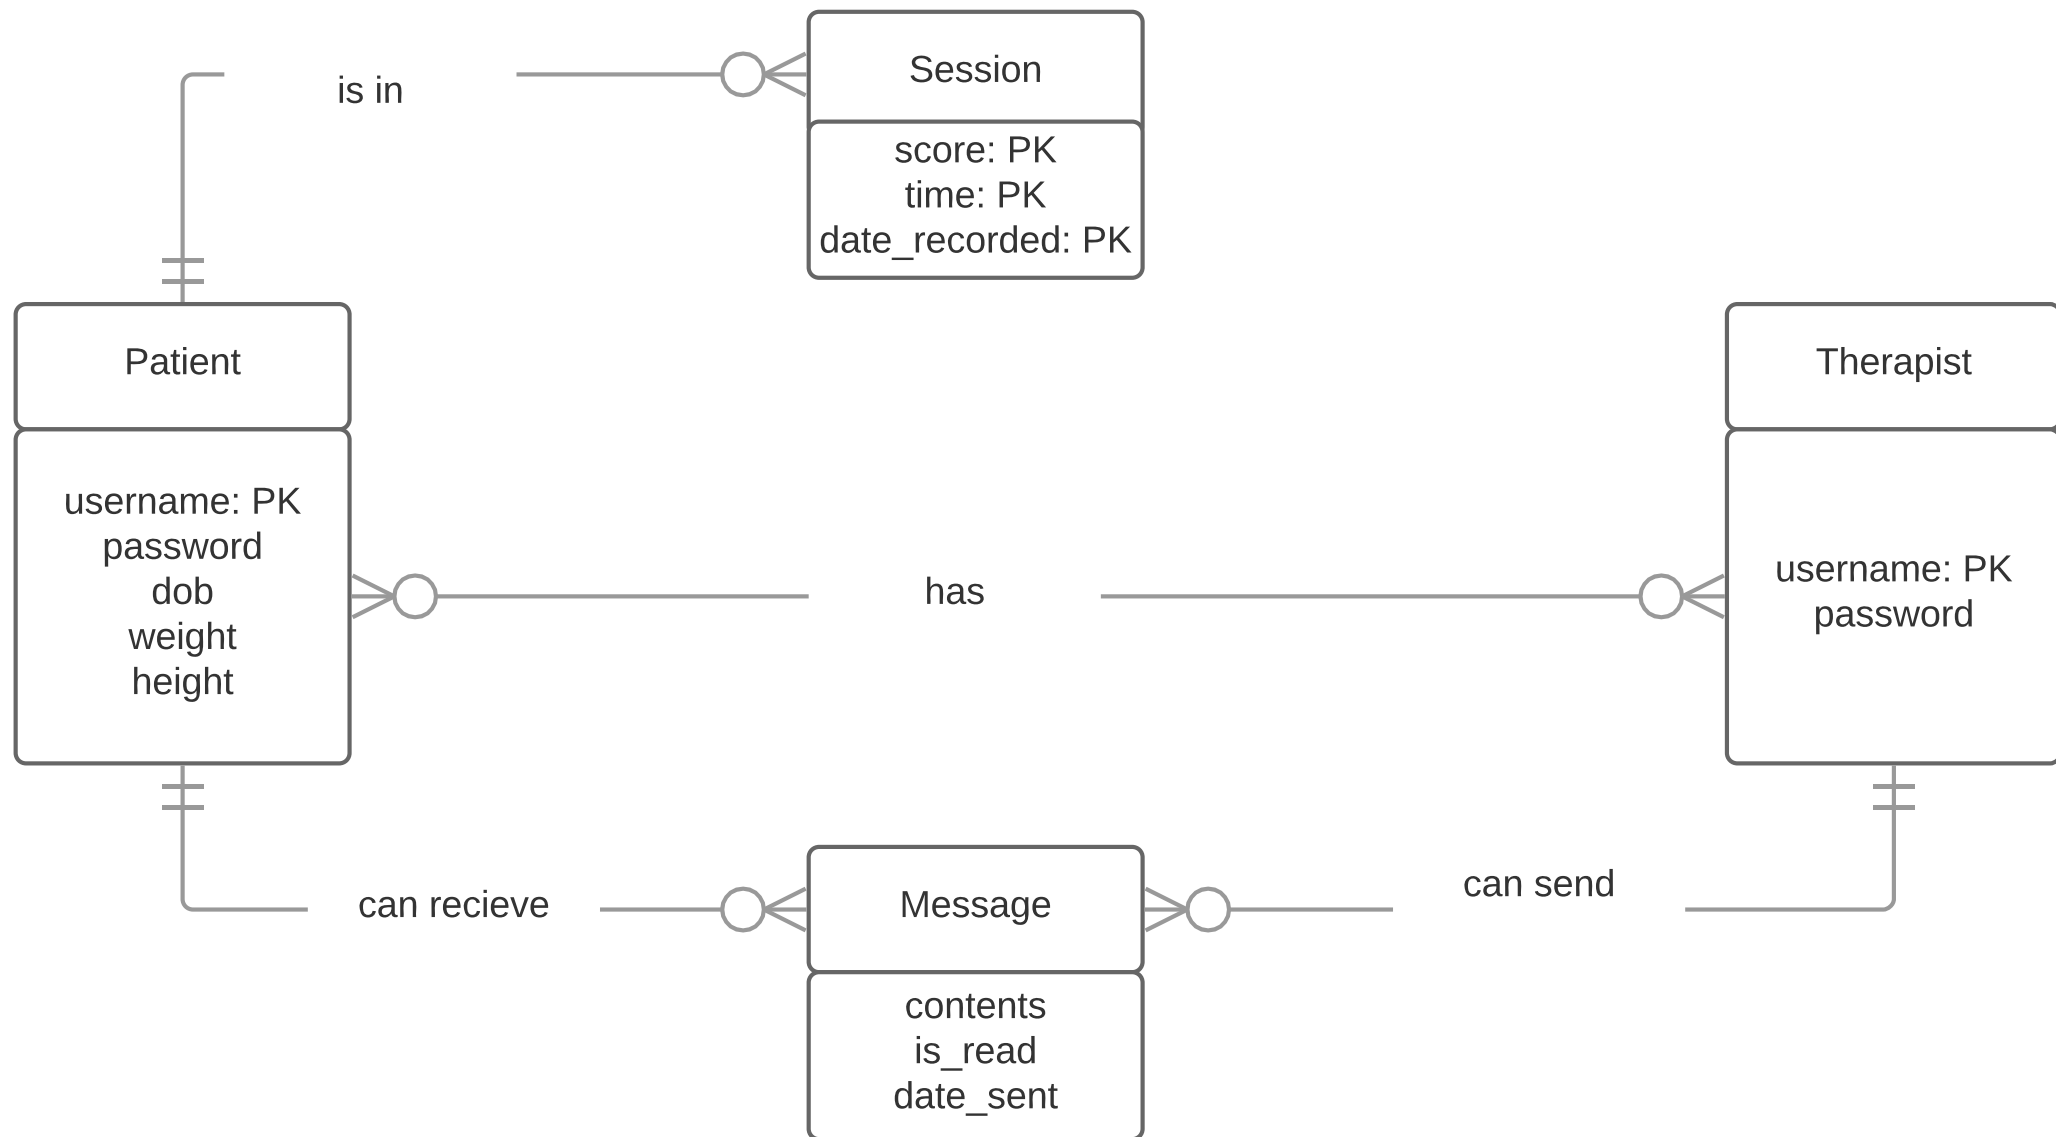 Session
is in
score: PK
time: PK
date_recorded: PK
Patient
Therapist
username: PK
password
dob
weight
height
has
username: PK
password
can recieve
Message
can send
contents
is_read
date_sent